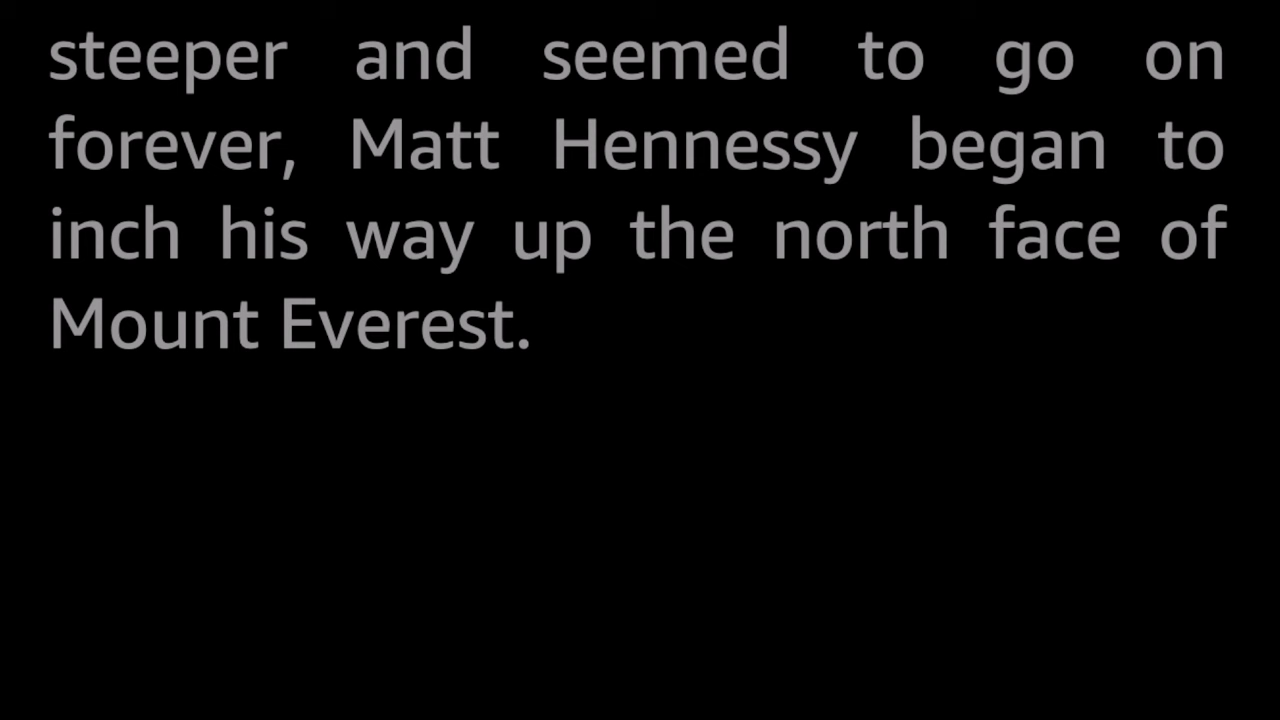 steeper and seemed to go on
forever, Matt Hennessy began to
inch his way up the north face of
Mount Everest.